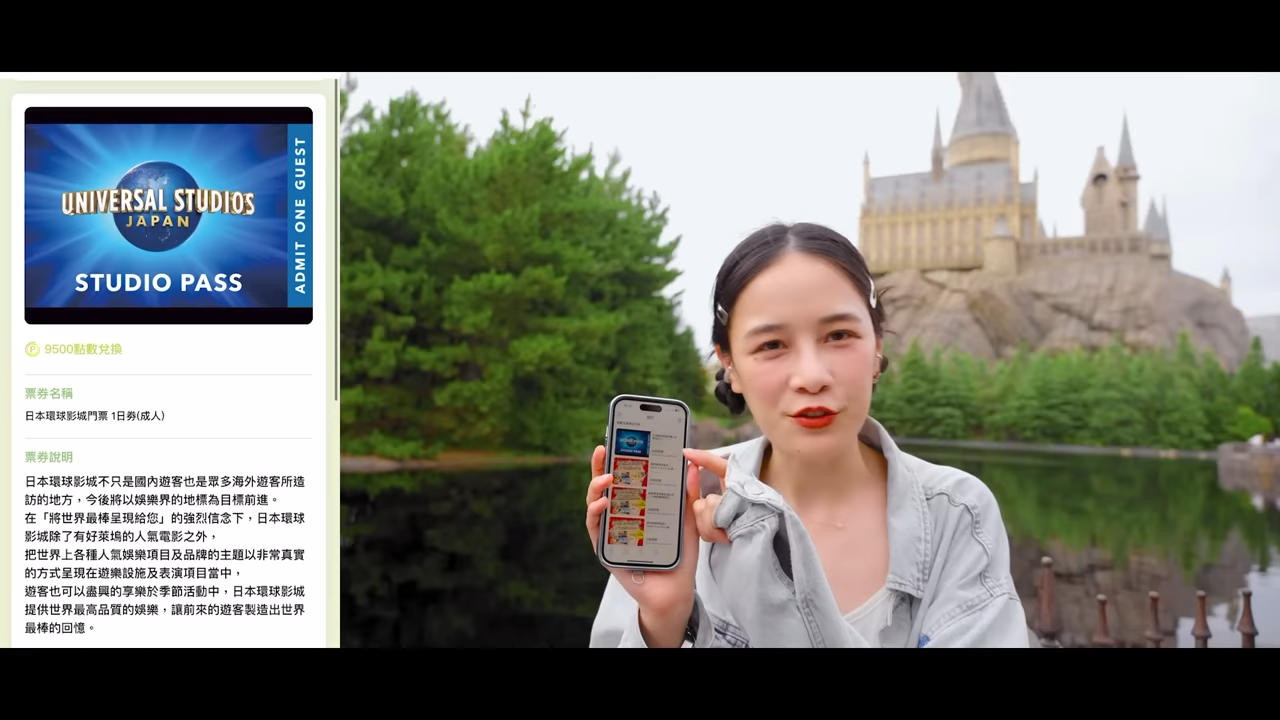 UNIVERSAL STUDIOS
JAPAN
STUDIO PASS
ADMIT ONE GUEST
9500點數兌換
票券名稱
日本環球影城門票 1日券(成人)
票券說明
日本環球影城不只是國內遊客也是眾多海外遊客所造
訪的地方，今後將以娛樂界的地標為目標前進。
在「將世界最棒呈現給您」的強烈信念下，日本環球
影城除了有好萊塢的人氣電影之外，
把世界上各種人氣娛樂項目及品牌的主題以非常真實
的方式呈現在遊樂設施及表演項目當中，
遊客也可以盡興的享樂於季節活動中，日本環球影城
提供世界最高品質的娛樂，讓前來的遊客製造出世界
最棒的回憶。